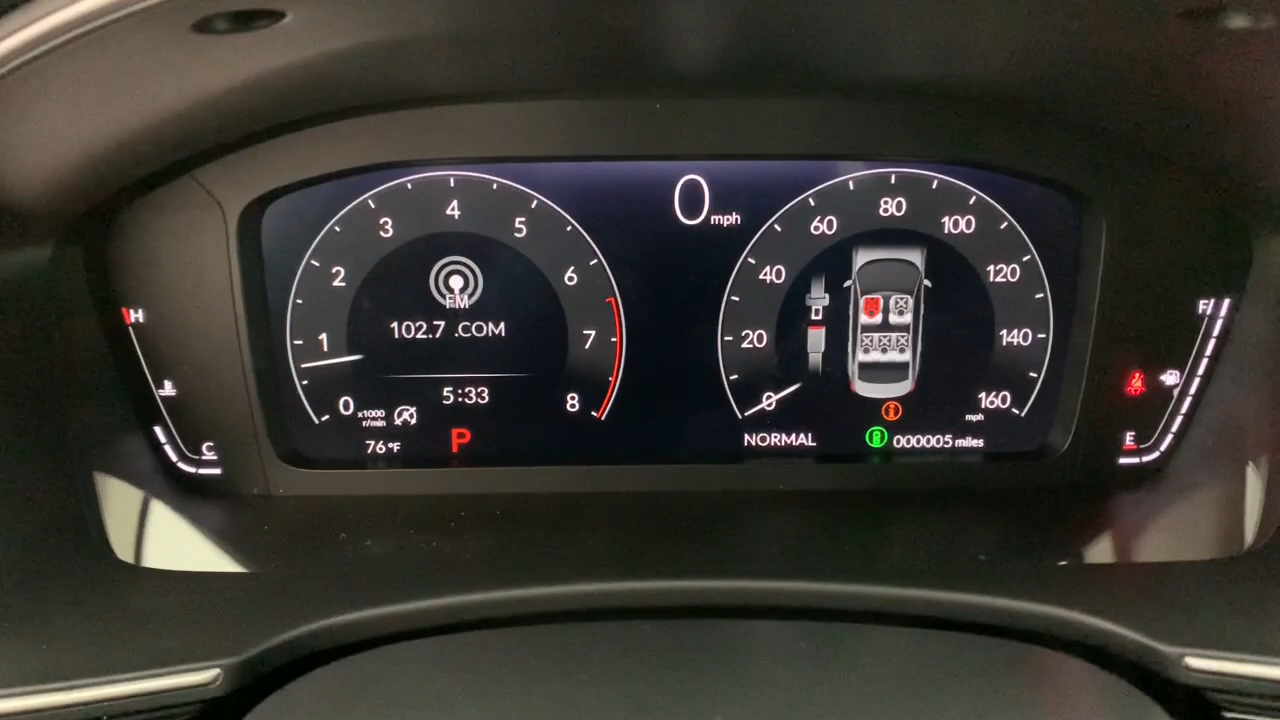 0 mph
0 1 2 3 4 5 6 7 8
x1000
r/min
FM
102.7 .COM
5:33
76°F
P
0 20 40 60 80 100 120 140 160
mph
NORMAL
000005 miles
H
C
F
E